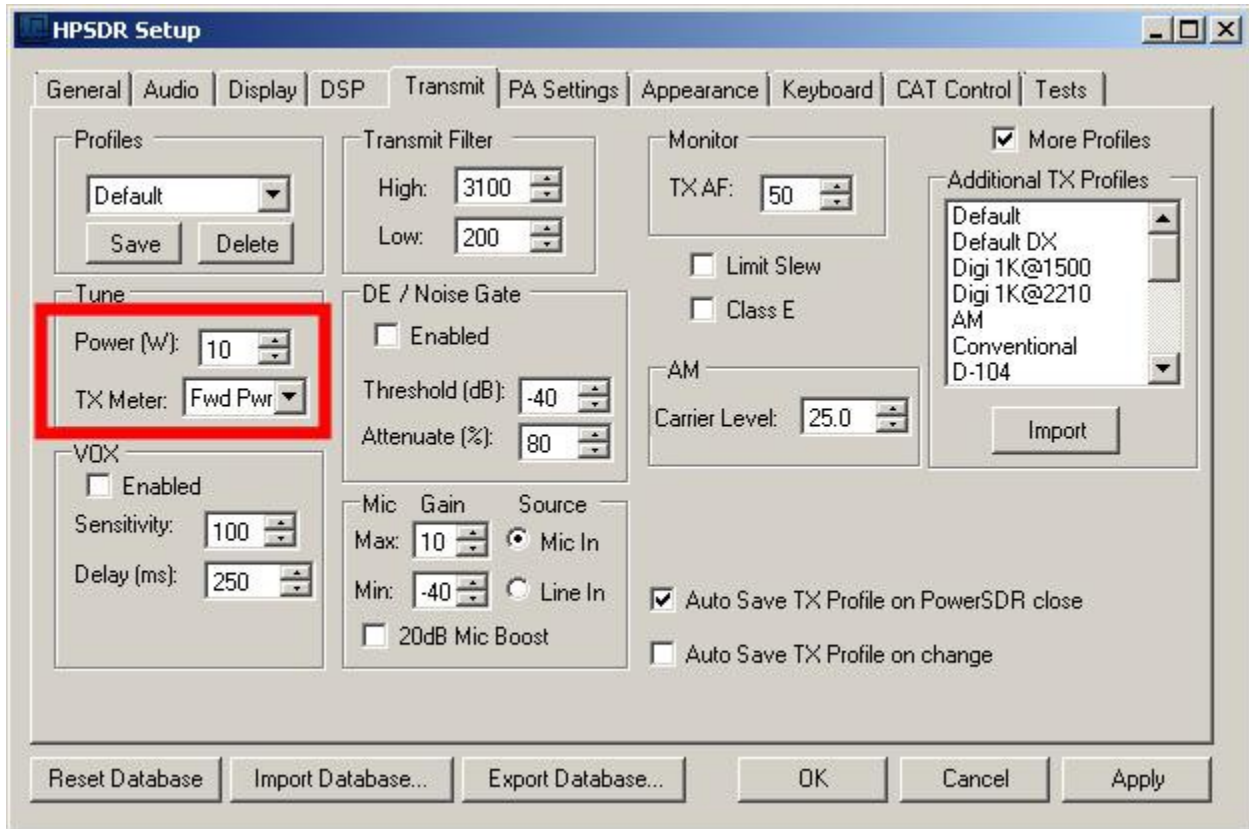 HPSDR Setup
General Audio Display DSP Transmit PA Settings Appearance Keyboard CAT Control Tests
Profiles
Default
Save Delete
Tune
Power (W): 10
TX Meter: Fwd Pwr
VOX
Enabled
Sensitivity: 100
Delay (ms): 250
Transmit Filter
High: 3100
Low: 200
DE / Noise Gate
Enabled
Threshold (dB): -40
Attenuate (%): 80
Mic Gain Source
Max: 10 Mic In
Min: -40 Line In
20dB Mic Boost
Monitor
TX AF: 50
Limit Slew
Class E
AM
Carrier Level: 25.0
More Profiles
Additional TX Profiles
Default
Default DX
Digi 1K@1500
Digi 1K@2210
AM
Conventional
D-104
Import
Auto Save TX Profile on PowerSDR close
Auto Save TX Profile on change
Reset Database Import Database... Export Database... OK Cancel Apply